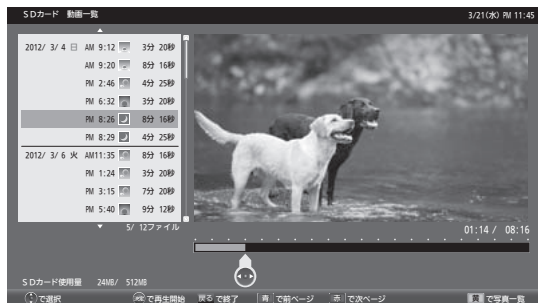 SDカード 動画一覧 3/21(水) PM 11:45
2012/ 3/ 4 日 AM 9:12 3分 20秒
AM 9:20 8分 16秒
PM 2:46 4分 25秒
PM 6:32 3分 20秒
PM 8:26 8分 16秒
PM 8:29 4分 25秒
2012/ 3/ 6 火 AM11:35 8分 16秒
PM 1:24 3分 20秒
PM 3:15 7分 20秒
PM 5:40 9分 12秒
5/ 12ファイル
01:14 / 08:16
SDカード使用量 24MB/ 512MB
で選択 決定 で再生開始 戻る で終了 青 で前ページ 赤 で次ページ 黄 で写真一覧